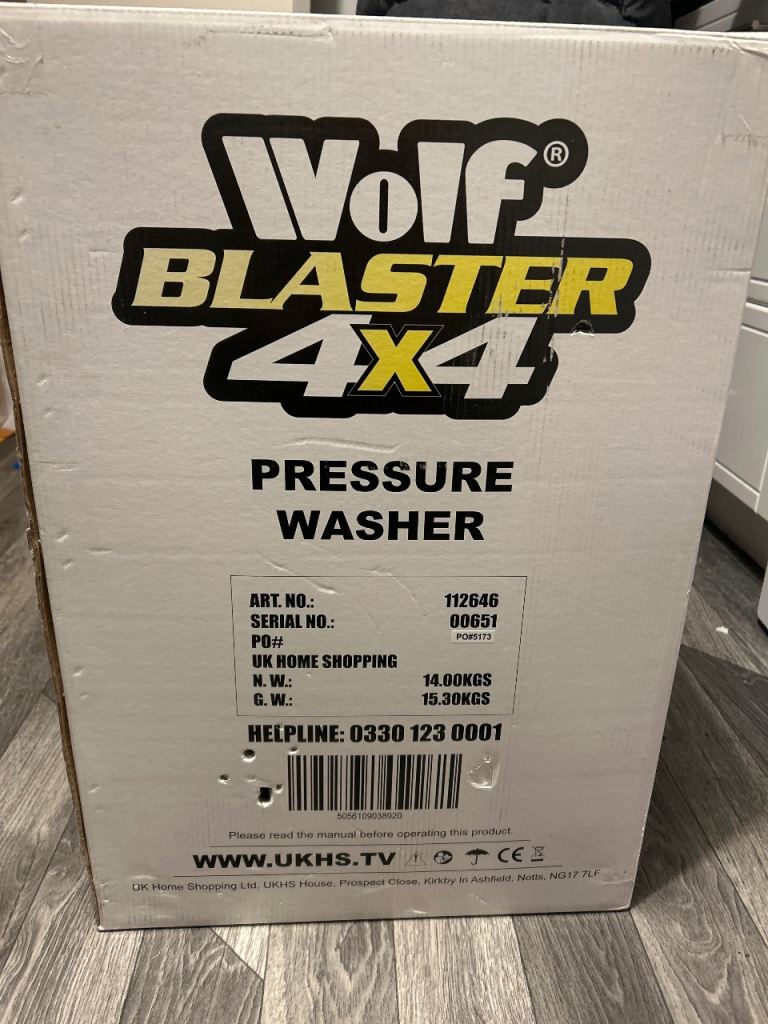 Wolf®
BLASTER
4x4
PRESSURE
WASHER
ART. NO.: 112646
SERIAL NO.: 00651
PO# PO#5173
UK HOME SHOPPING
N. W.: 14.00KGS
G. W.: 15.30KGS
HELPLINE: 0330 123 0001
5056109038920
Please read the manual before operating this product.
WWW.UKHS.TV CE
UK Home Shopping Ltd, UKHS House, Prospect Close, Kirkby In Ashfield, Notts, NG17 7LF